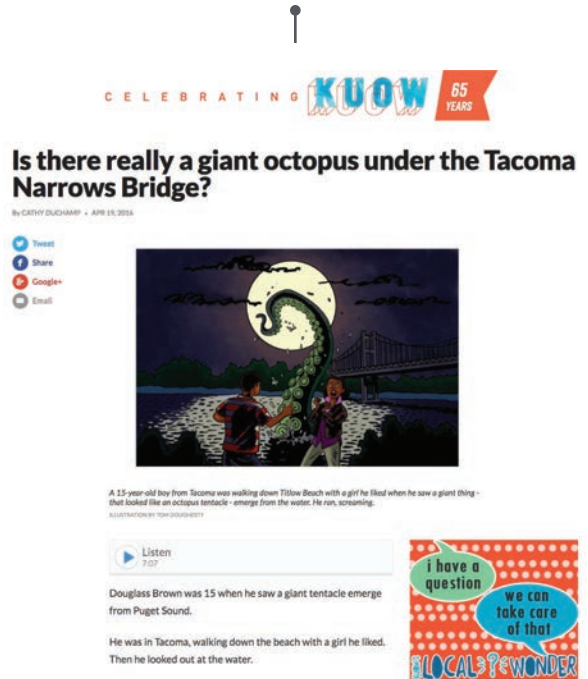 CELEBRATING KUOW 65 YEARS
Is there really a giant octopus under the Tacoma
Narrows Bridge?
By CATHY DUCHAMP • APR 19, 2016
Tweet
Share
Google+
Email
A 15-year-old boy from Tacoma was walking down Titlow Beach with a girl he liked when he saw a giant thing -
that looked like an octopus tentacle - emerge from the water. He ran, screaming.
ILLUSTRATION BY TOM DOUGHERTY
Listen
7:07
Douglass Brown was 15 when he saw a giant tentacle emerge
from Puget Sound.
He was in Tacoma, walking down the beach with a girl he liked.
Then he looked out at the water.
i have a
question
we can
take care
of that
LOCAL WONDER